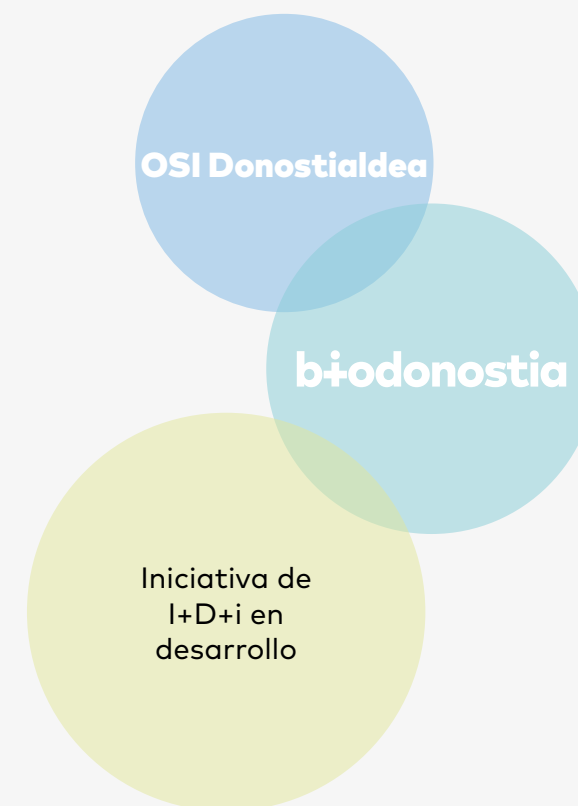 OSI Donostialdea
biodonostia
Iniciativa de
I+D+i en
desarrollo